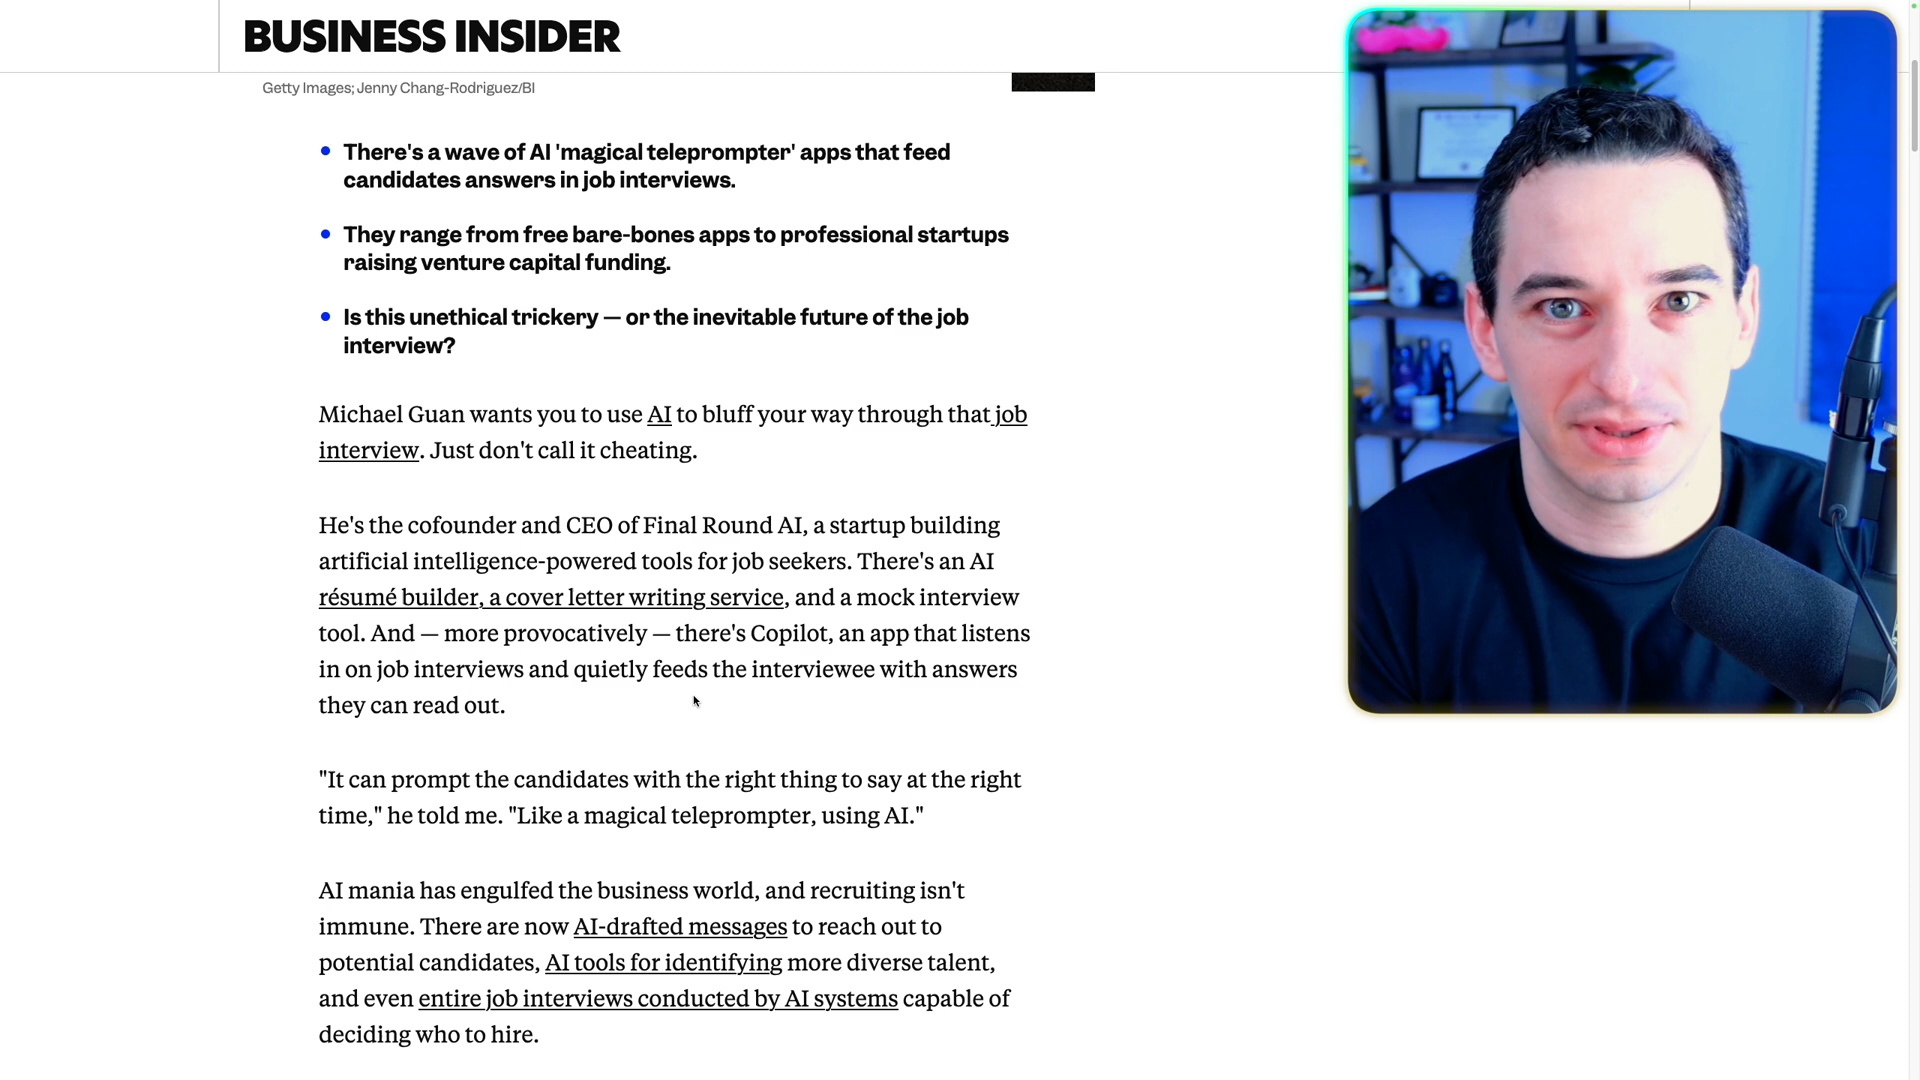 BUSINESS INSIDER
Getty Images; Jenny Chang-Rodriguez/BI
There's a wave of AI 'magical teleprompter' apps that feed
candidates answers in job interviews.
They range from free bare-bones apps to professional startups
raising venture capital funding.
Is this unethical trickery — or the inevitable future of the job
interview?
Michael Guan wants you to use AI to bluff your way through that job
interview. Just don't call it cheating.
He's the cofounder and CEO of Final Round AI, a startup building
artificial intelligence-powered tools for job seekers. There's an AI
résumé builder, a cover letter writing service, and a mock interview
tool. And — more provocatively — there's Copilot, an app that listens
in on job interviews and quietly feeds the interviewee with answers
they can read out.
"It can prompt the candidates with the right thing to say at the right
time," he told me. "Like a magical teleprompter, using AI."
AI mania has engulfed the business world, and recruiting isn't
immune. There are now AI-drafted messages to reach out to
potential candidates, AI tools for identifying more diverse talent,
and even entire job interviews conducted by AI systems capable of
deciding who to hire.